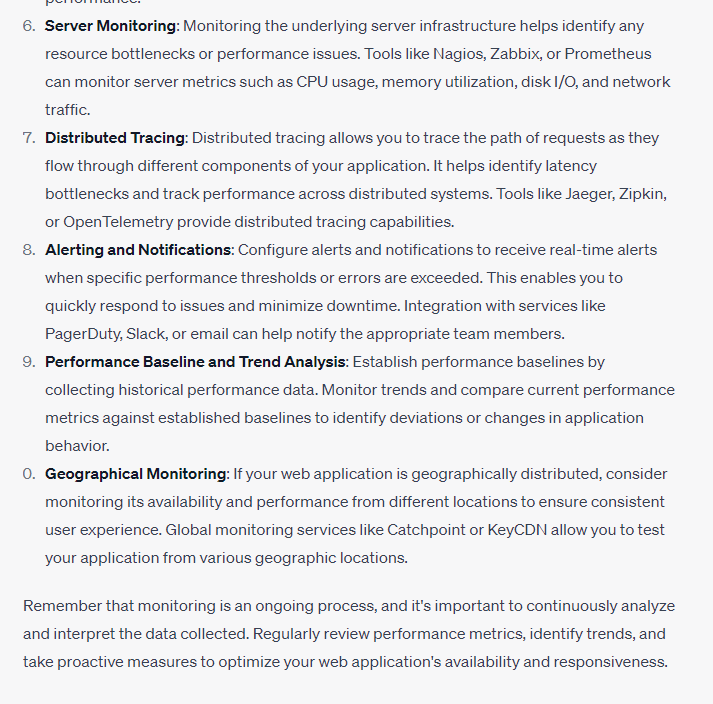 performance.
6. Server Monitoring: Monitoring the underlying server infrastructure helps identify any
resource bottlenecks or performance issues. Tools like Nagios, Zabbix, or Prometheus
can monitor server metrics such as CPU usage, memory utilization, disk I/O, and network
traffic.
7. Distributed Tracing: Distributed tracing allows you to trace the path of requests as they
flow through different components of your application. It helps identify latency
bottlenecks and track performance across distributed systems. Tools like Jaeger, Zipkin,
or OpenTelemetry provide distributed tracing capabilities.
8. Alerting and Notifications: Configure alerts and notifications to receive real-time alerts
when specific performance thresholds or errors are exceeded. This enables you to
quickly respond to issues and minimize downtime. Integration with services like
PagerDuty, Slack, or email can help notify the appropriate team members.
9. Performance Baseline and Trend Analysis: Establish performance baselines by
collecting historical performance data. Monitor trends and compare current performance
metrics against established baselines to identify deviations or changes in application
behavior.
0. Geographical Monitoring: If your web application is geographically distributed, consider
monitoring its availability and performance from different locations to ensure consistent
user experience. Global monitoring services like Catchpoint or KeyCDN allow you to test
your application from various geographic locations.
Remember that monitoring is an ongoing process, and it's important to continuously analyze
and interpret the data collected. Regularly review performance metrics, identify trends, and
take proactive measures to optimize your web application's availability and responsiveness.